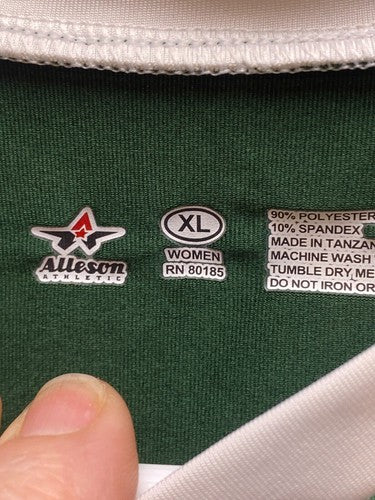 Alleson
ATHLETIC
XL
WOMEN
RN 80185
90% POLYESTER
10% SPANDEX
MADE IN
MACHINE WASH
TUMBLE DRY
DO NOT IRON OR